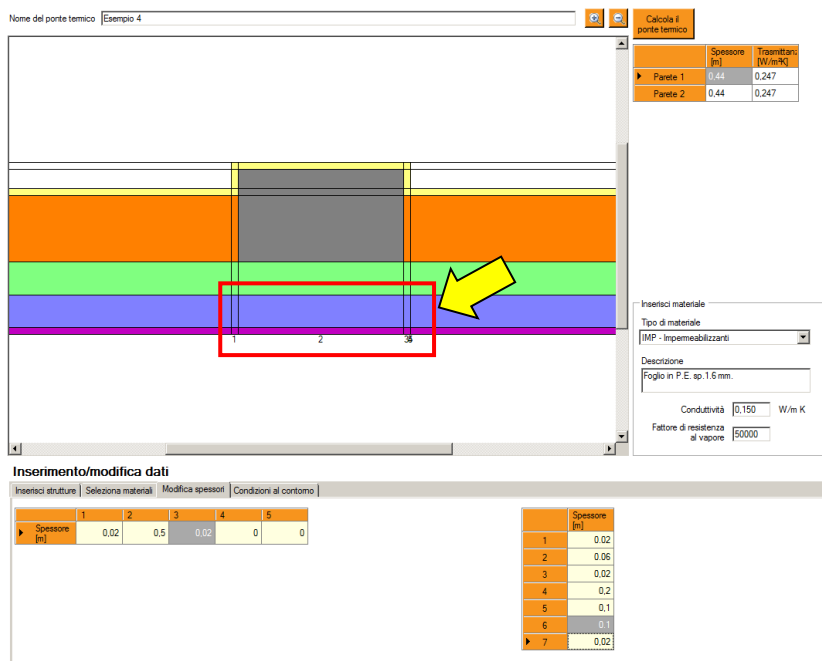 Nome del ponte termico Esempio 4
Calcola il
ponte termico
Spessore [m] Trasmittan: [W/m²K]
Parete 1 0,44 0,247
Parete 2 0,44 0,247
1 2
Inserisci materiale
Tipo di materiale
IMP - Impermeabilizzanti
Descrizione
Foglio in P.E. sp.1.6 mm.
Conduttività 0,150 W/m K
Fattore di resistenza
al vapore 50000
Inserimento/modifica dati
Inserisci strutture Seleziona materiali Modifica spessori Condizioni al contorno
1 2 3 4 5
Spessore [m] 0,02 0,5 0,02 0 0
Spessore
[m]
1 0.02
2 0.06
3 0,02
4 0,2
5 0,1
6 0.1
7 0,02